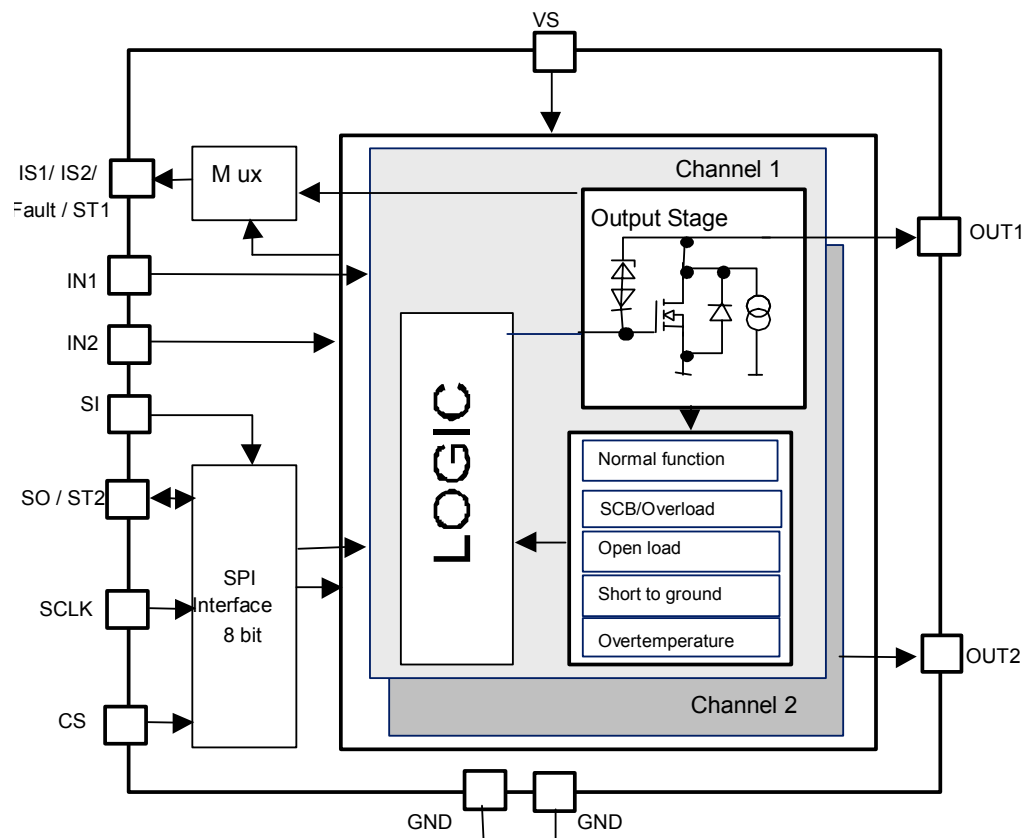 VS
IS1/ IS2/
Fault / ST1
M ux
Channel 1
Output Stage
OUT1
IN1
IN2
SI
SO / ST2
SCLK
CS
SPI
Interface
8 bit
LOGIC
Normal function
SCB/Overload
Open load
Short to ground
Overtemperature
OUT2
Channel 2
GND
GND